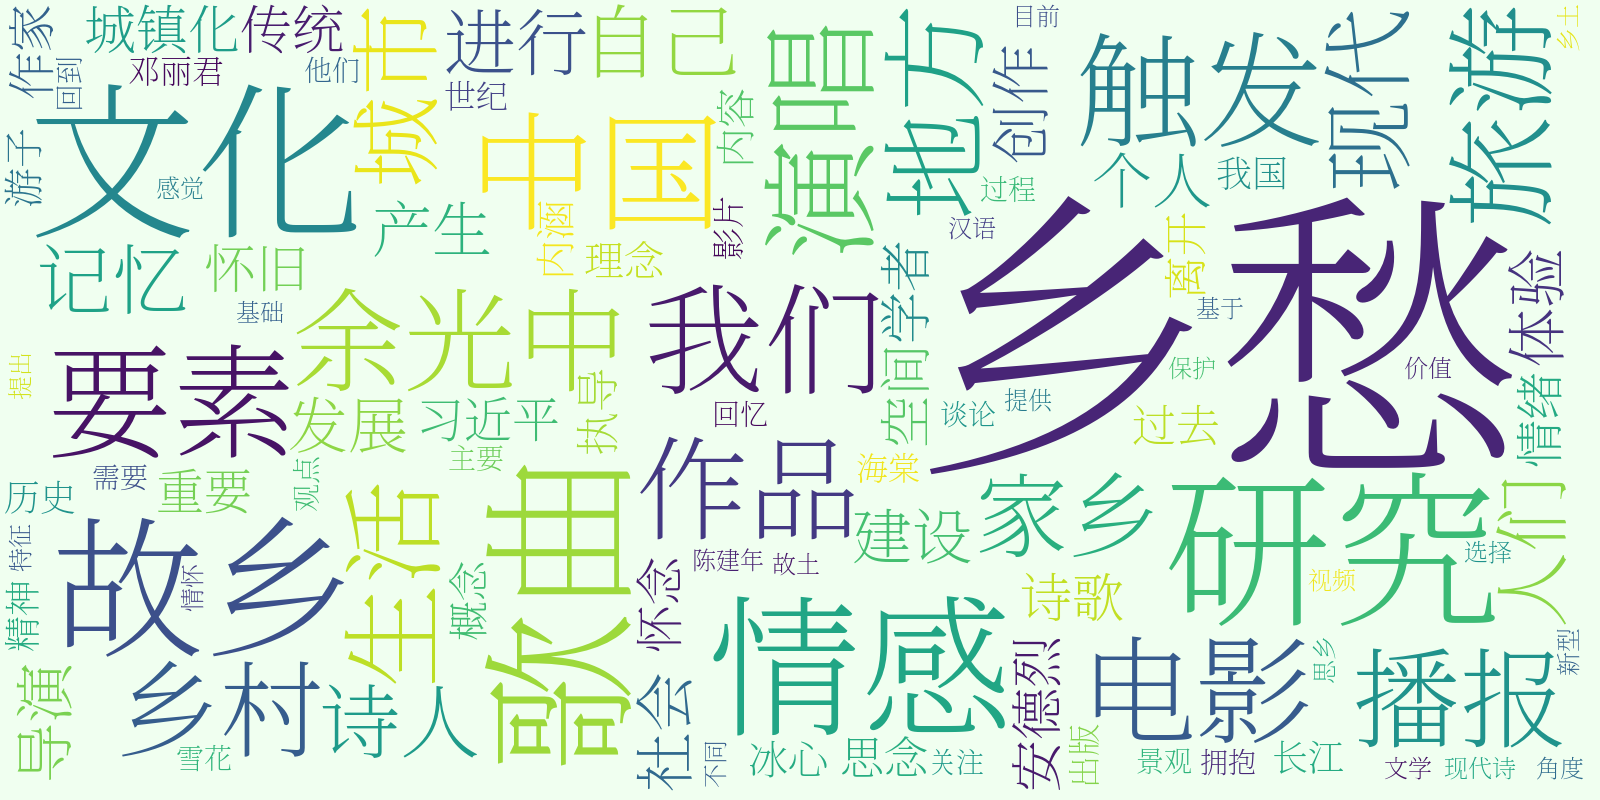 作家
城镇化
传统
城市
进行
自己
演唱
地方
目前
创作
触发
现代
旅游
乡土
回到
邓丽君
他们
世纪
文化
中国
内容
游子
感觉
产生
内涵
理念
影片
过程
个人
我国
汉语
离开
乡愁
记忆
怀旧
基础
余光中
我们
学者
基于
体验
提出
要素
发展
习近平
执导
主要
回忆
空间
谈论
提供
过去
保护
价值
情绪
历史
需要
重要
观点
生活
歌曲
作品
海棠
建设
家乡
研究
人们
选择
视频
特征
精神
故乡
情怀
概念
怀念
陈建年
故土
诗歌
导演
乡村
雪花
诗人
社会
不同
情感
冰心
思念
关注
安德烈
出版
电影
思乡
景观
拥抱
长江
播报
新型
文学
现代诗
角度